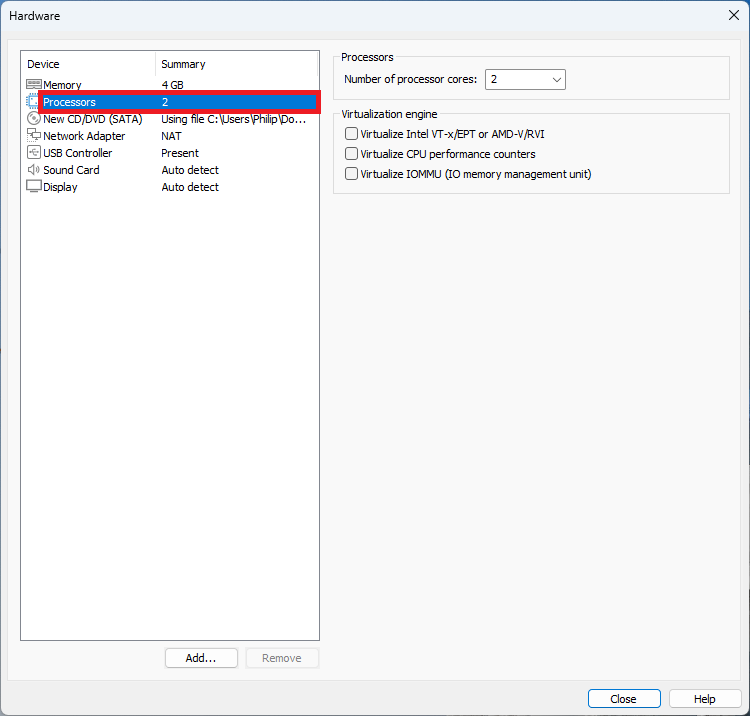 Hardware
Device Summary
Memory 4 GB
Processors 2
New CD/DVD (SATA) Using file C:\Users\Philip\Do...
Network Adapter NAT
USB Controller Present
Sound Card Auto detect
Display Auto detect
Add...
Remove
Processors
Number of processor cores: 2
Virtualization engine
Virtualize Intel VT-x/EPT or AMD-V/RVI
Virtualize CPU performance counters
Virtualize IOMMU (IO memory management unit)
Close
Help